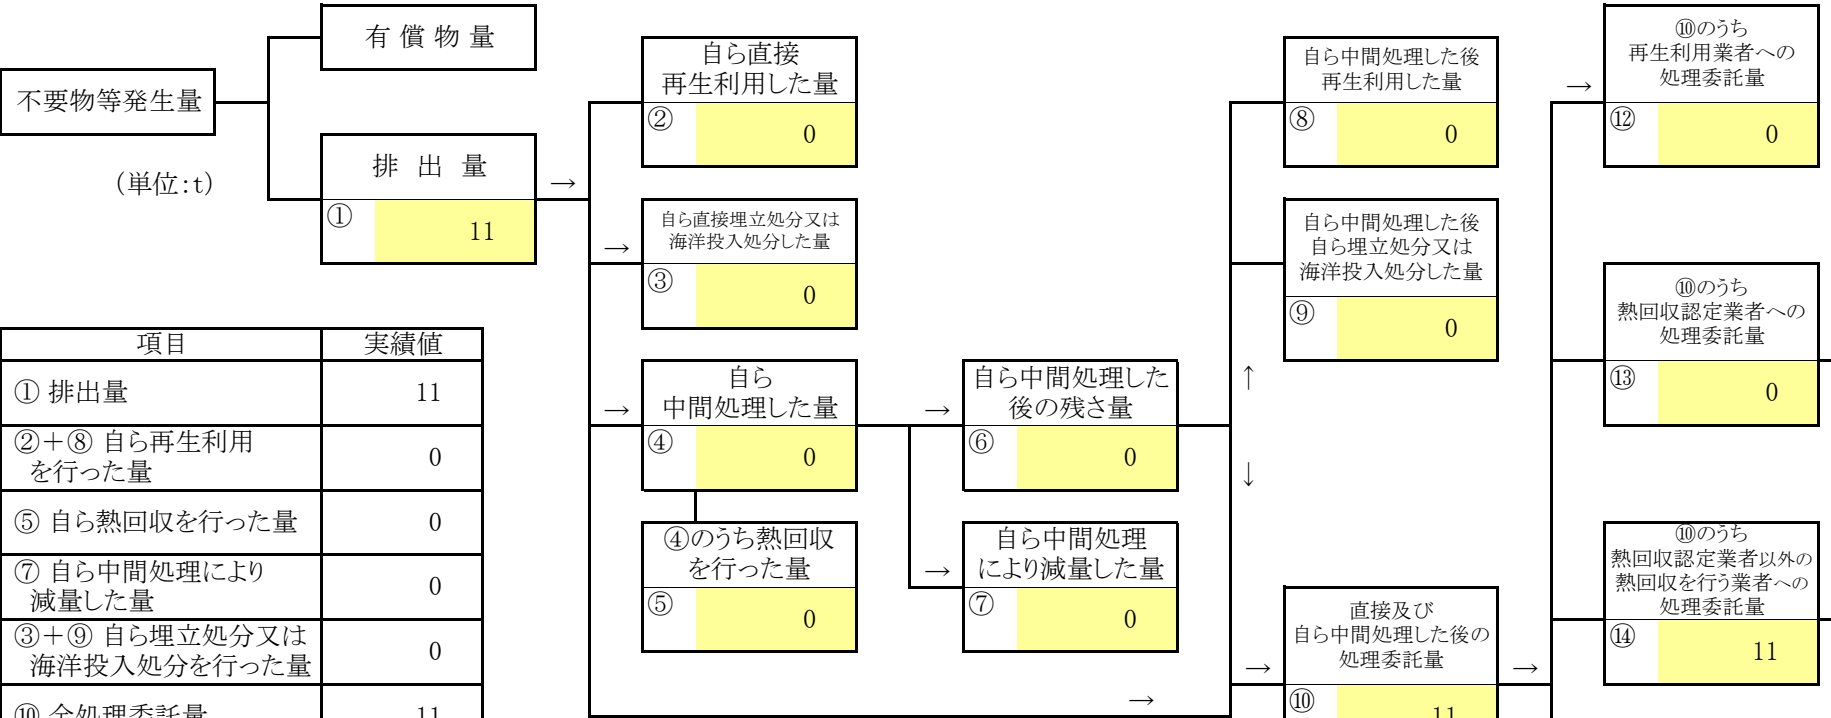 有 償 物 量
不要物等発生量
(単位:t)
排 出 量
→
①
11
自ら直接
再生利用した量
②
0
→
自ら直接埋立処分又は
海洋投入処分した量
③
0
→
自ら
中間処理した量
④
0
④のうち熱回収
を行った量
⑤
0
→
自ら中間処理した
後の残さ量
⑥
0
→
自ら中間処理
により減量した量
⑦
0
→
自ら中間処理した後
再生利用した量
⑧
0
自ら中間処理した後
自ら埋立処分又は
海洋投入処分した量
⑨
0
↑
↓
→
直接及び
自ら中間処理した後の
処理委託量
⑩
11
→
→
⑩のうち
再生利用業者への
処理委託量
⑫
0
⑩のうち
熱回収認定業者への
処理委託量
⑬
0
⑩のうち
熱回収認定業者以外の
熱回収を行う業者への
処理委託量
⑭
11
項目 実績値
① 排出量 11
②+⑧ 自ら再生利用
を行った量 0
⑤ 自ら熱回収を行った量 0
⑦ 自ら中間処理により
減量した量 0
③+⑨ 自ら埋立処分又は
海洋投入処分を行った量 0
⑩ 全処理委託量 11